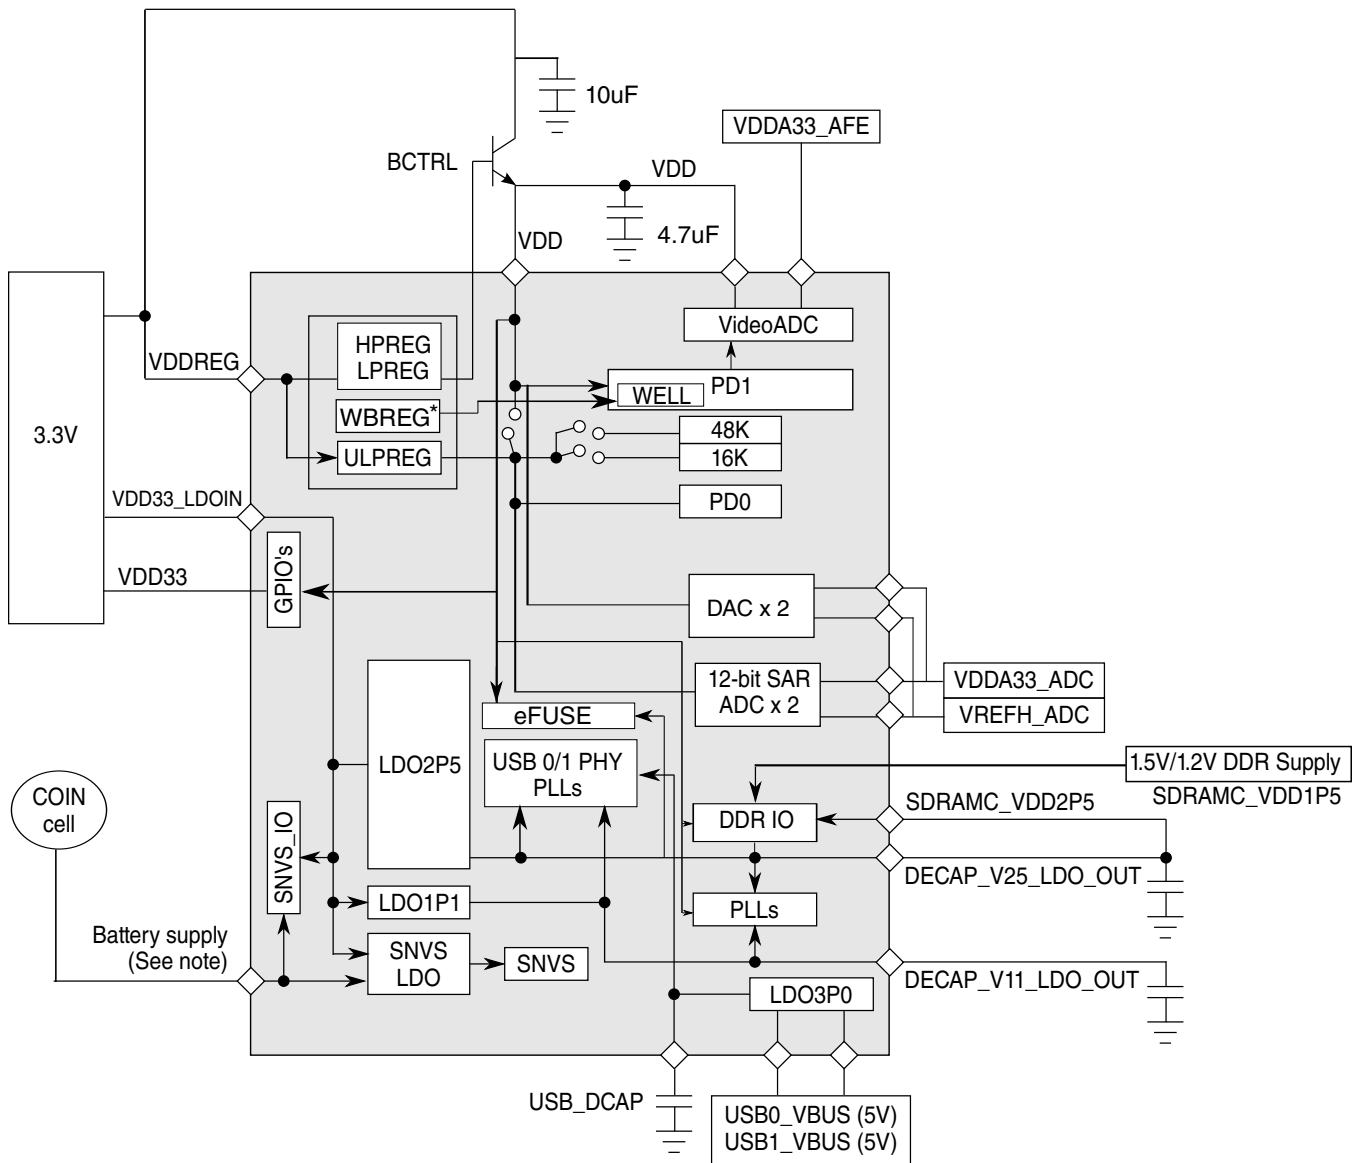 10uF
VDDA33_AFE
BCTRL
VDD
4.7uF
VDD
VideoADC
HPREG
LPREG
VDDREG
PD1
WELL
WBREG*
48K
3.3V
ULPREG
16K
VDD33_LDOIN
PD0
VDD33
GPIO's
DAC x 2
12-bit SAR
ADC x 2
VDDA33_ADC
VREFH_ADC
eFUSE
LDO2P5
USB 0/1 PHY
PLLs
1.5V/1.2V DDR Supply
SDRAMC_VDD1P5
COIN
cell
SDRAMC_VDD2P5
DDR IO
SNVS_IO
DECAP_V25_LDO_OUT
LDO1P1
PLLs
Battery supply
(See note)
SNVS
LDO
SNVS
DECAP_V11_LDO_OUT
LDO3P0
USB_DCAP
USB0_VBUS (5V)
USB1_VBUS (5V)